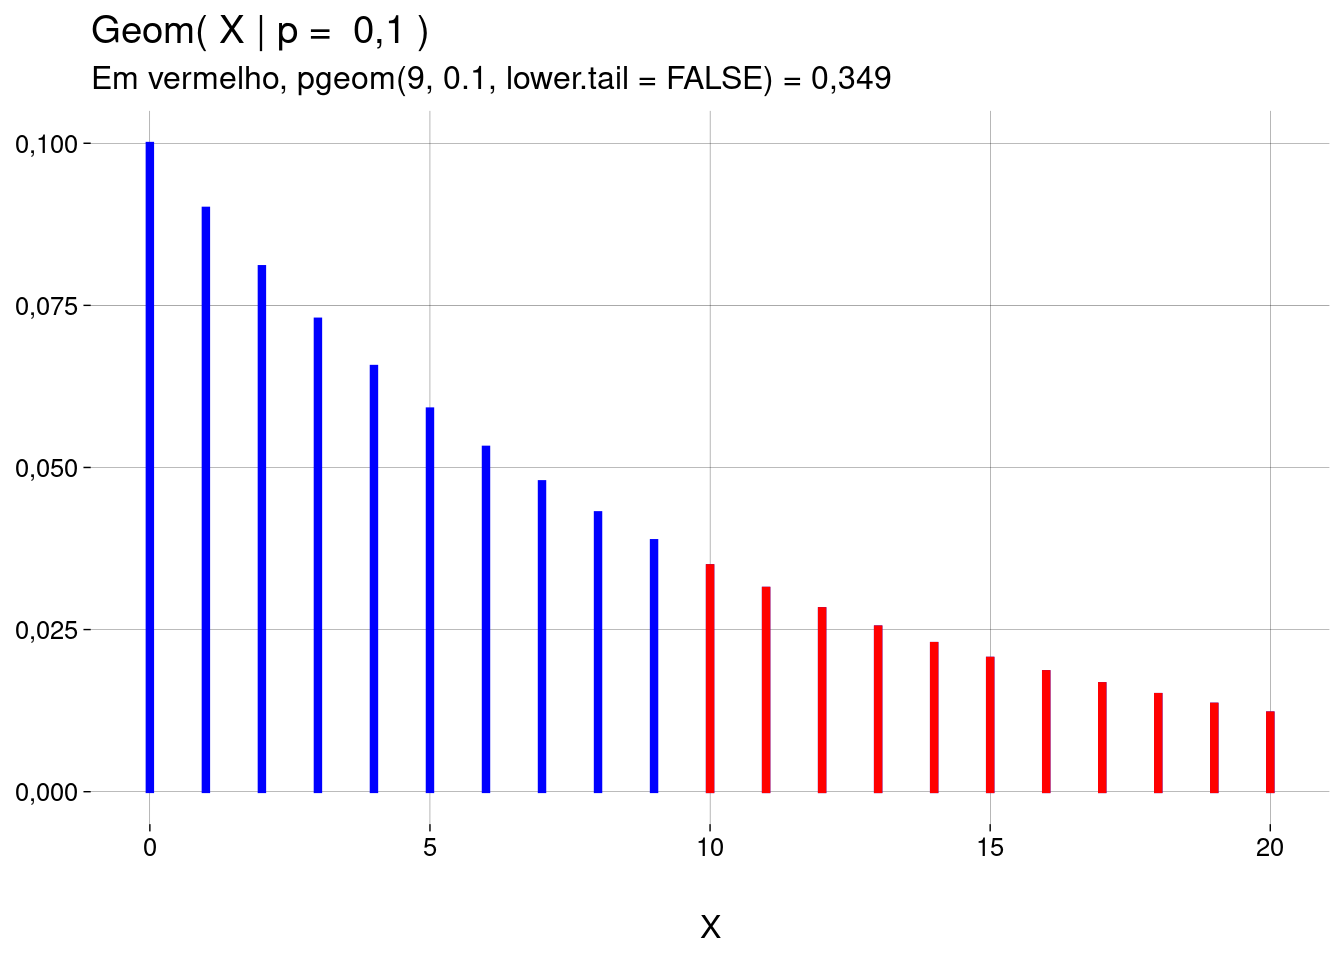 Geom( X | p =  0,1 )
Em vermelho, pgeom(9, 0.1, lower.tail = FALSE) = 0,349
0,100
0,075
0,050
0,025
0,000
0 5 10 15 20
X